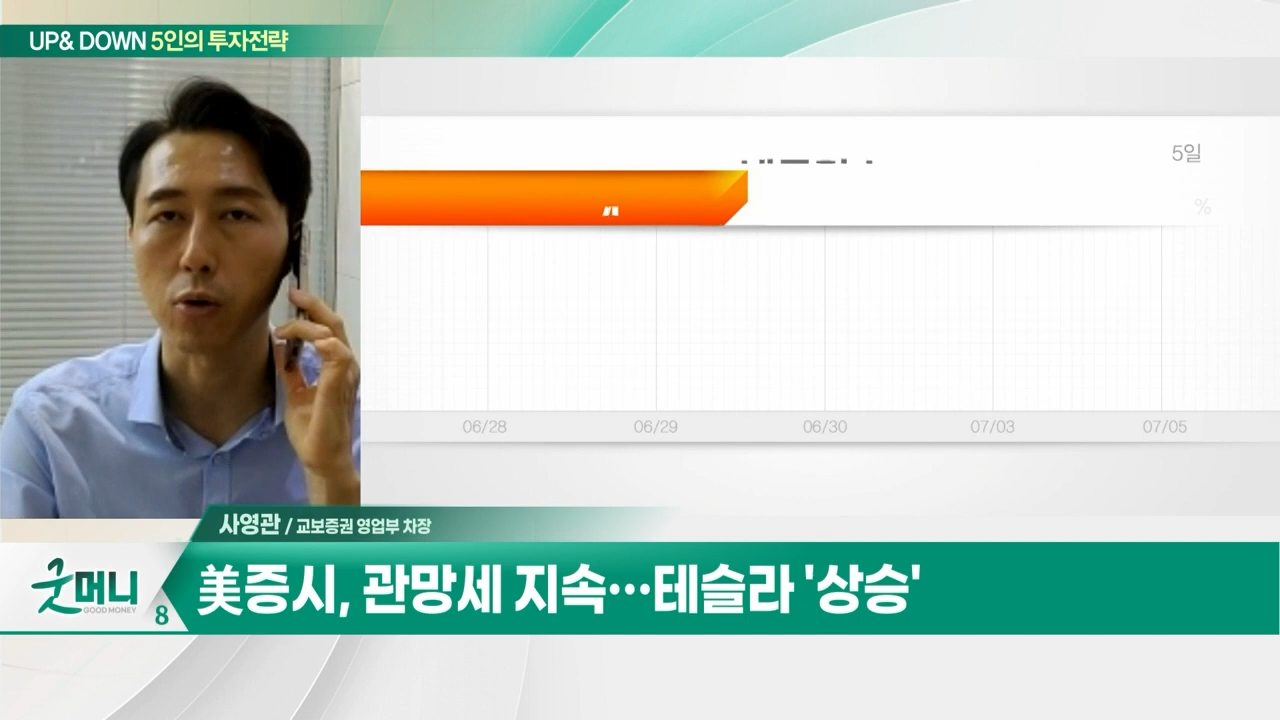 UP& DOWN 5인의 투자전략
5일
%
06/28 06/29 06/30 07/03 07/05
사영관 / 교보증권 영업부 차장
굿머니
GOOD MONEY
8
美증시, 관망세 지속…테슬라 '상승'